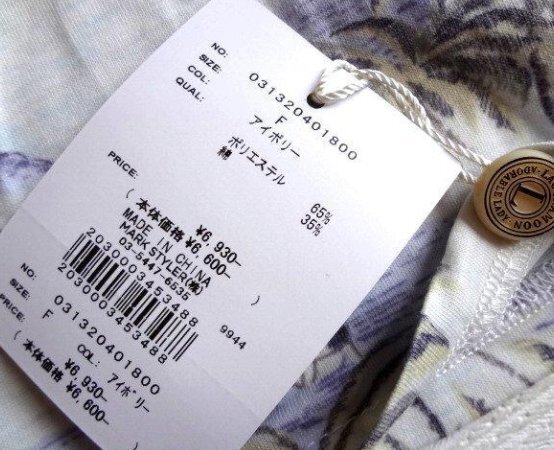 NO: 031320401800
SIZE: F
COL: アイボリー
QUAL: ポリエステル 65%
綿 35%
PRICE: ¥6,930-
(本体価格 ¥6,600- )
MADE IN CHINA
MARK STYLER(株)
03-5447-6535
2030003453488
9944
2030003453488
NO: 031320401800
SIZE: F COL: アイボリー
PRICE: ¥6,930-
(本体価格 ¥6,600-
L
MOON
ADORABLE LADY